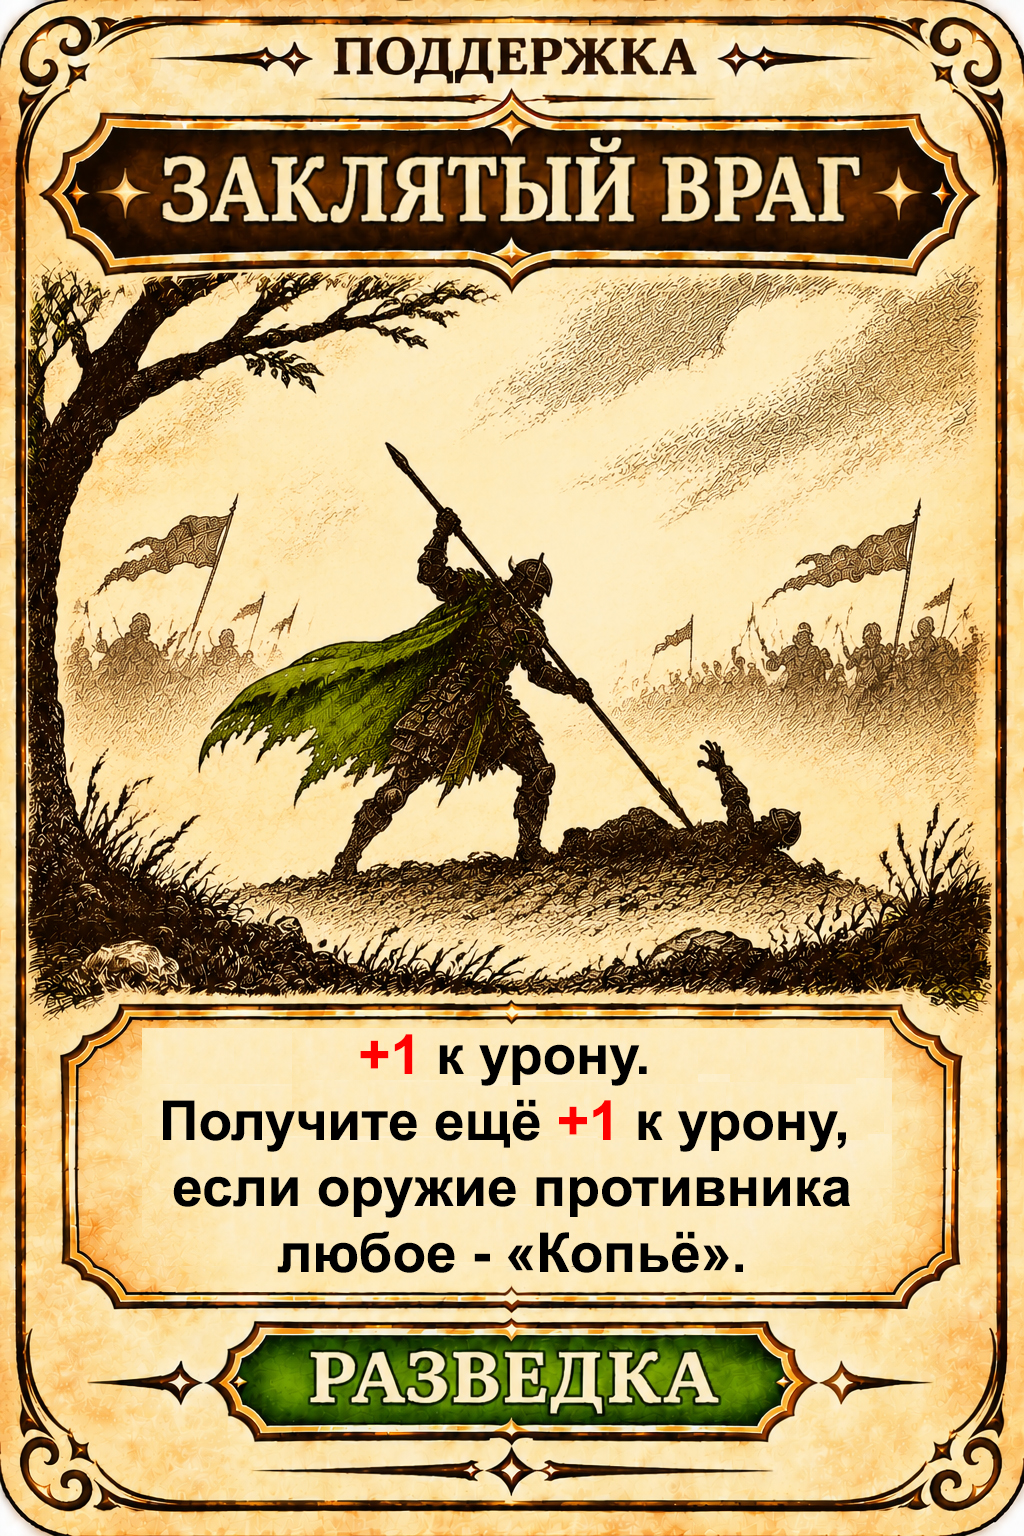 ПОДДЕРЖКА
ЗАКЛЯТЫЙ ВРАГ
+1 к урону.
Получите ещё +1 к урону,
если оружие противника
любое - «Копьё».
РАЗВЕДКА